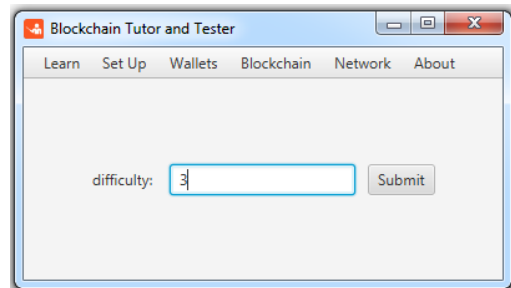 Blockchain Tutor and Tester
Learn Set Up Wallets Blockchain Network About
difficulty: 3 Submit